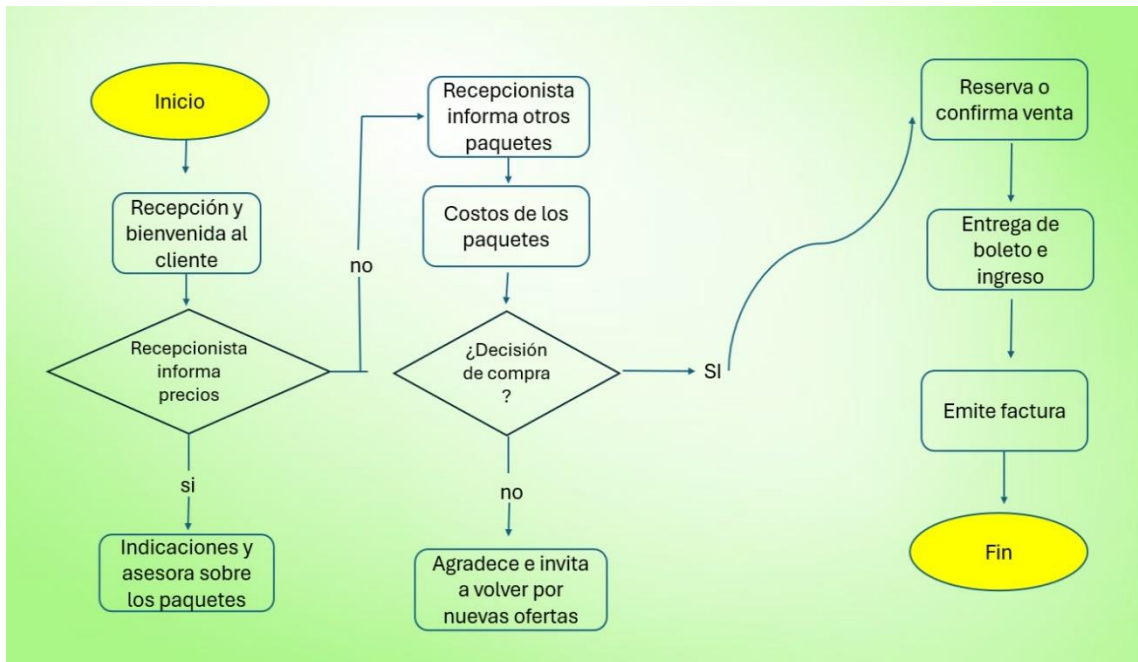 Inicio
Recepción y
bienvenida al
cliente
Recepcionista
informa
precios
si
Indicaciones y
asesora sobre
los paquetes
no
Recepcionista
informa otros
paquetes
Costos de los
paquetes
¿Decisión
de compra
?
no
Agradece e invita
a volver por
nuevas ofertas
SI
Reserva o
confirma venta
Entrega de
boleto e
ingreso
Emite factura
Fin